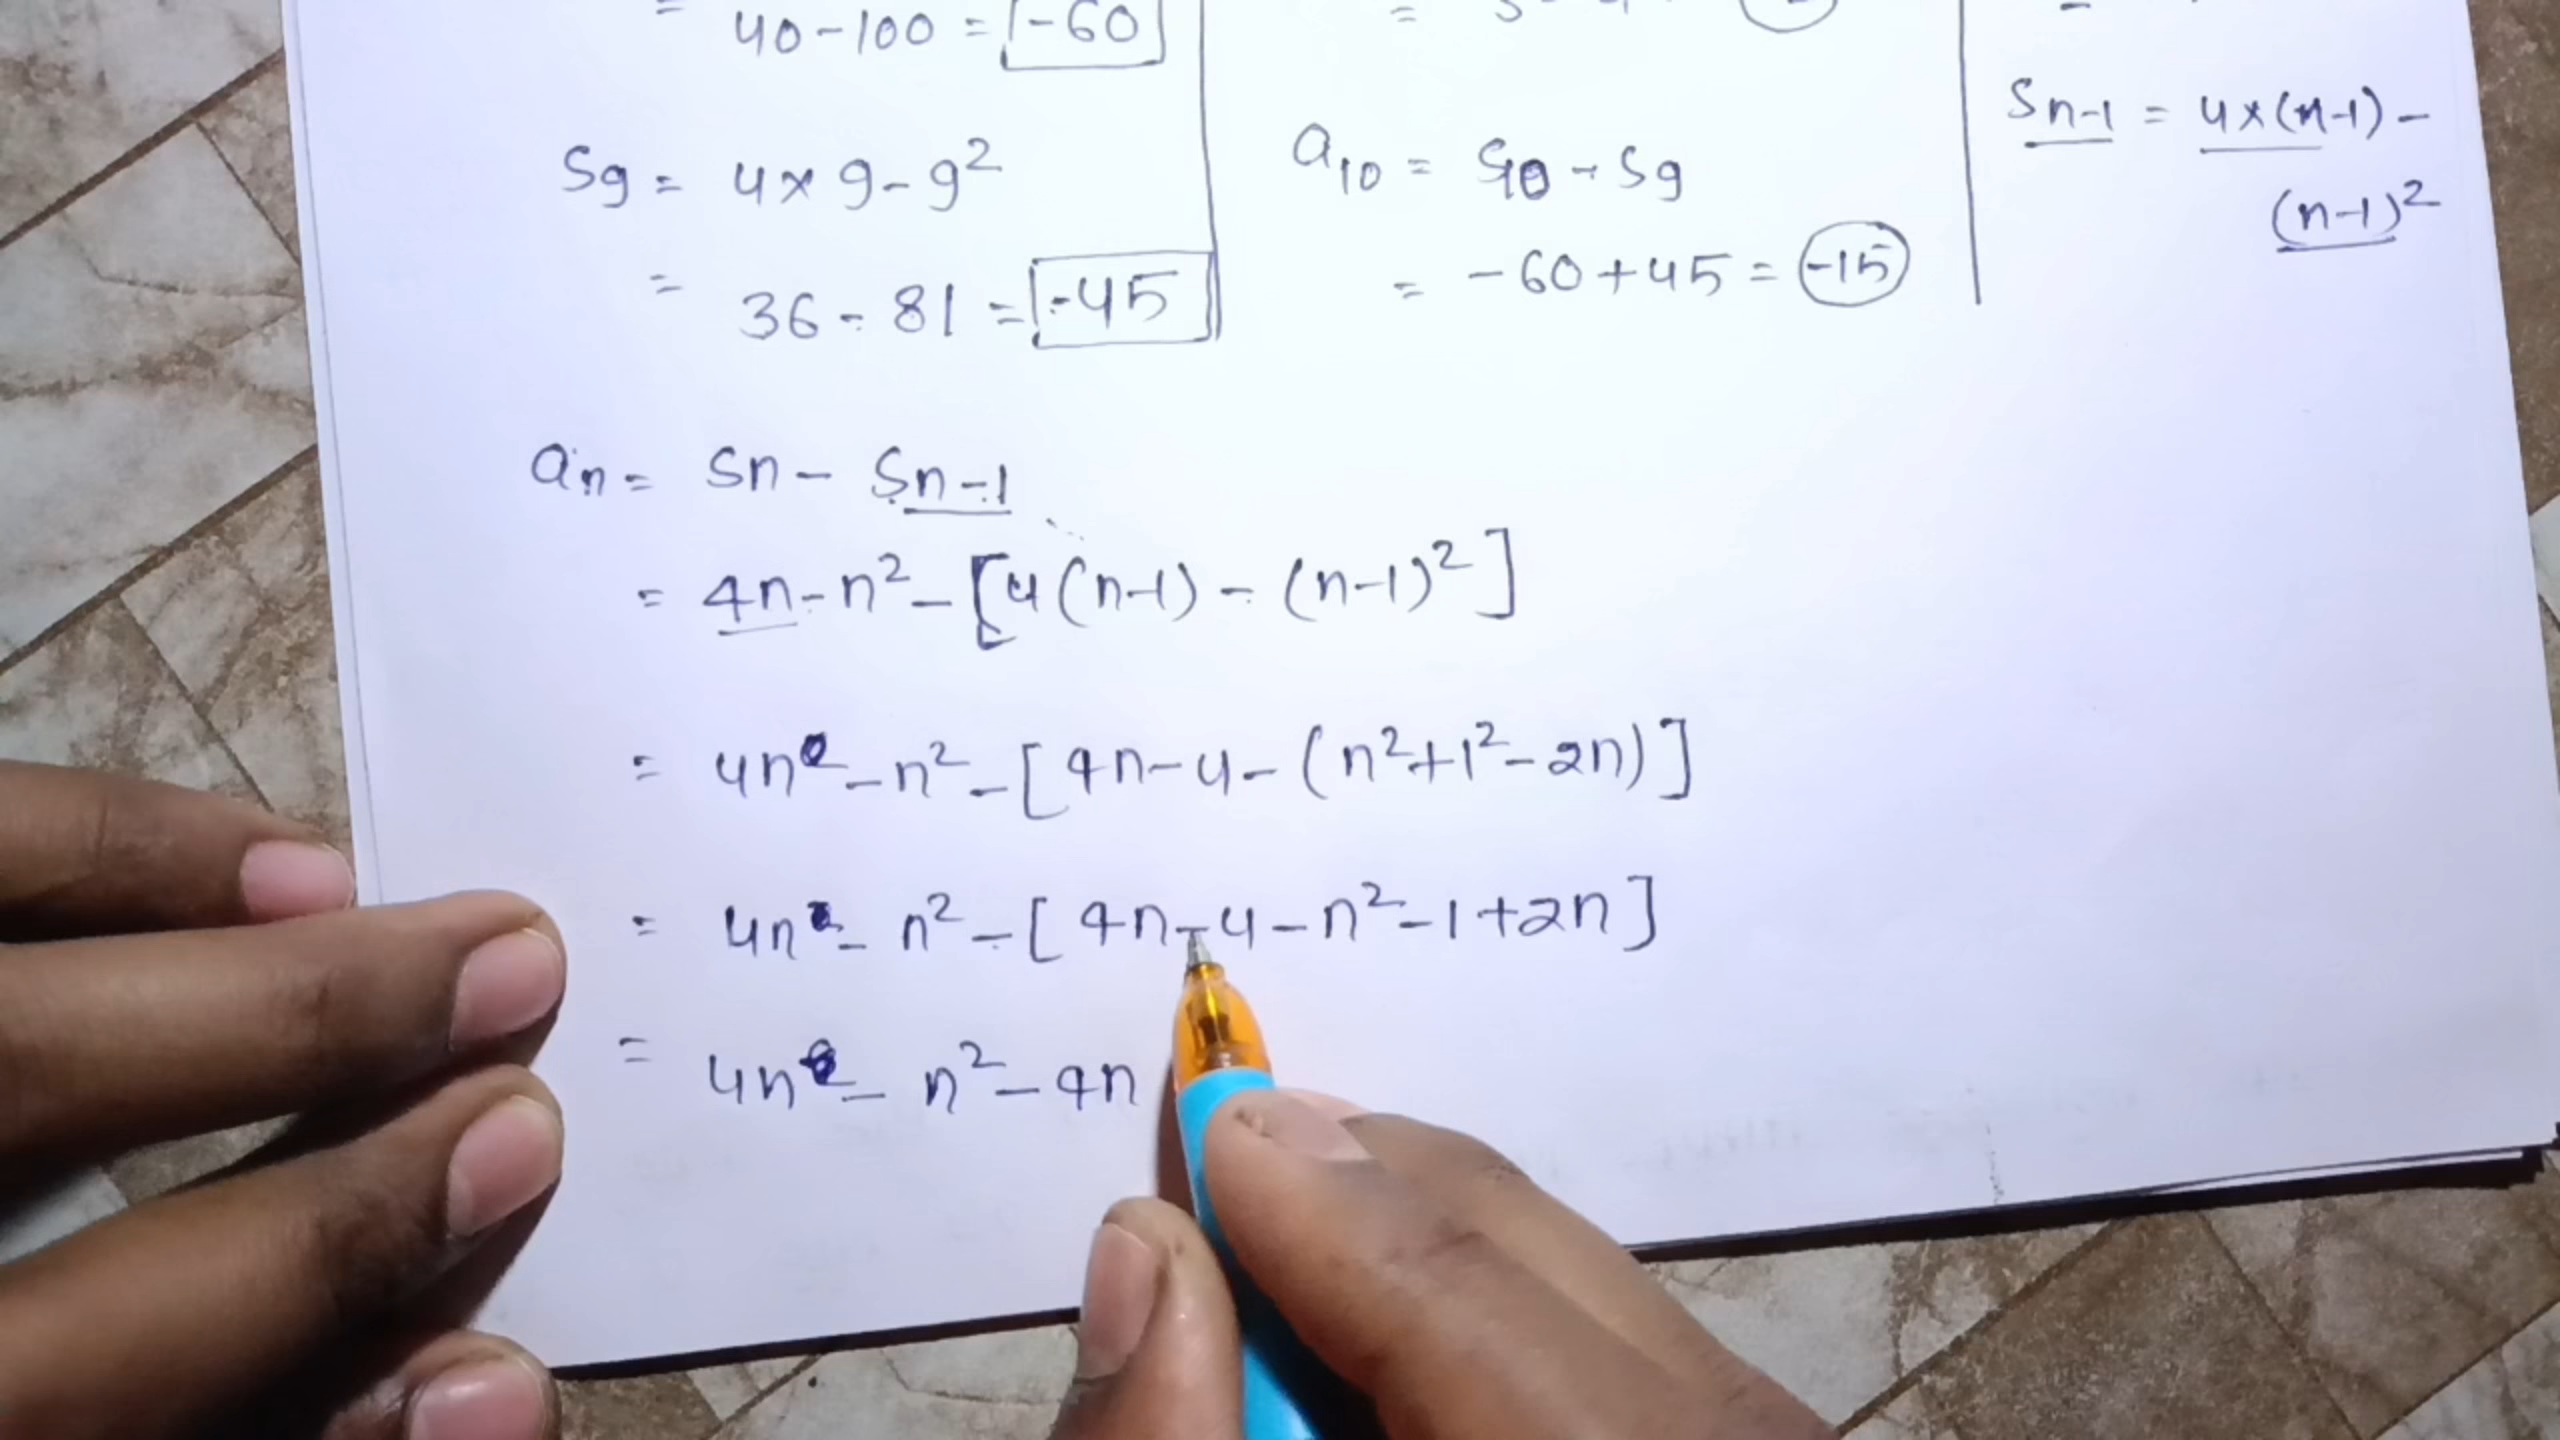 = 40-100 = -60
S9 = 4×9-9²
= 36-81 = -45
a10 = S10 - S9
= -60+45 = -15
Sn-1 = 4×(n-1)-
(n-1)²
an = Sn - Sn-1
= 4n-n²-[4(n-1)-(n-1)²]
= 4n-n²-[4n-4-(n²+1²-2n)]
= 4n-n²-[4n-4-n²-1+2n]
= 4n-n²-4n